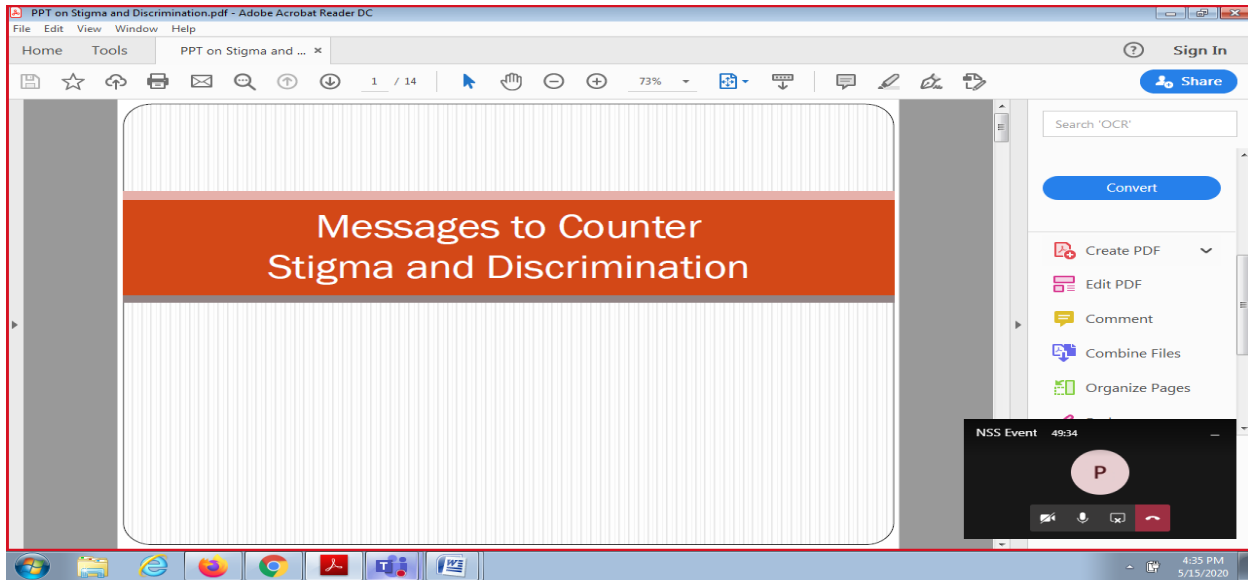 PPT on Stigma and Discrimination.pdf - Adobe Acrobat Reader DC
File Edit View Window Help
Home Tools PPT on Stigma and ... × Sign In
1 / 14 73% Share
Search 'OCR'
Convert
Messages to Counter
Stigma and Discrimination
Create PDF
Edit PDF
Comment
Combine Files
Organize Pages
NSS Event 49:34
P
4:35 PM
5/15/2020